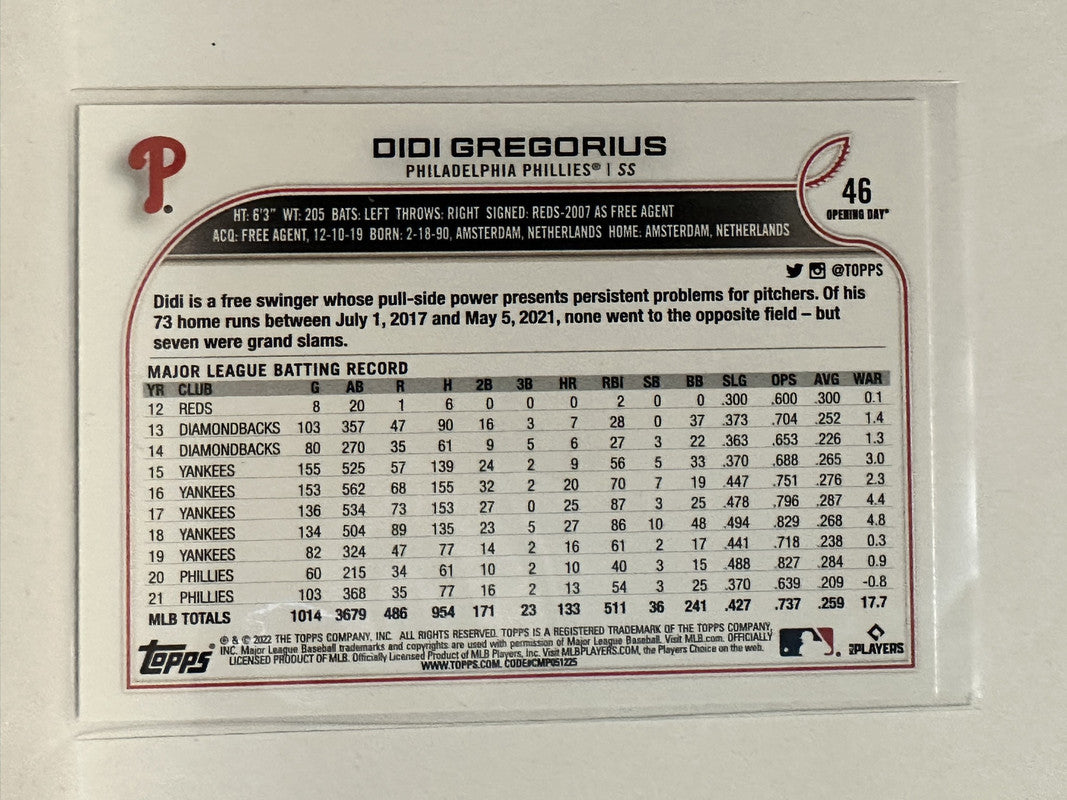 P
DIDI GREGORIUS
PHILADELPHIA PHILLIES® | SS
46
OPENING DAY®
HT: 6'3" WT: 205 BATS: LEFT THROWS: RIGHT SIGNED: REDS-2007 AS FREE AGENT
ACQ: FREE AGENT, 12-10-19 BORN: 2-18-90, AMSTERDAM, NETHERLANDS HOME: AMSTERDAM, NETHERLANDS
@TOPPS
Didi is a free swinger whose pull-side power presents persistent problems for pitchers. Of his
73 home runs between July 1, 2017 and May 5, 2021, none went to the opposite field – but
seven were grand slams.
MAJOR LEAGUE BATTING RECORD
YR CLUB G AB R H 2B 3B HR RBI SB BB SLG OPS AVG WAR
12 REDS 8 20 1 6 0 0 0 2 0 0 .300 .600 .300 0.1
13 DIAMONDBACKS 103 357 47 90 16 3 7 28 0 37 .373 .704 .252 1.4
14 DIAMONDBACKS 80 270 35 61 9 5 6 27 3 22 .363 .653 .226 1.3
15 YANKEES 155 525 57 139 24 2 9 56 5 33 .370 .688 .265 3.0
16 YANKEES 153 562 68 155 32 2 20 70 7 19 .447 .751 .276 2.3
17 YANKEES 136 534 73 153 27 0 25 87 3 25 .478 .796 .287 4.4
18 YANKEES 134 504 89 135 23 5 27 86 10 48 .494 .829 .268 4.8
19 YANKEES 82 324 47 77 14 2 16 61 2 17 .441 .718 .238 0.3
20 PHILLIES 60 215 34 61 10 2 10 40 3 15 .488 .827 .284 0.9
21 PHILLIES 103 368 35 77 16 2 13 54 3 25 .370 .639 .209 -0.8
MLB TOTALS 1014 3679 486 954 171 23 133 511 36 241 .427 .737 .259 17.7
topps®
® & © 2022 THE TOPPS COMPANY, INC. ALL RIGHTS RESERVED. TOPPS IS A REGISTERED TRADEMARK OF THE TOPPS COMPANY,
INC. Major League Baseball trademarks and copyrights are used with permission of Major League Baseball. Visit MLB.com. OFFICIALLY
LICENSED PRODUCT OF MLB. Officially Licensed Product of MLB Players, Inc. Visit MLBPLAYERS.COM, the Players Choice on the web.
WWW.TOPPS.COM. CODE#CMP051225
PLAYERS